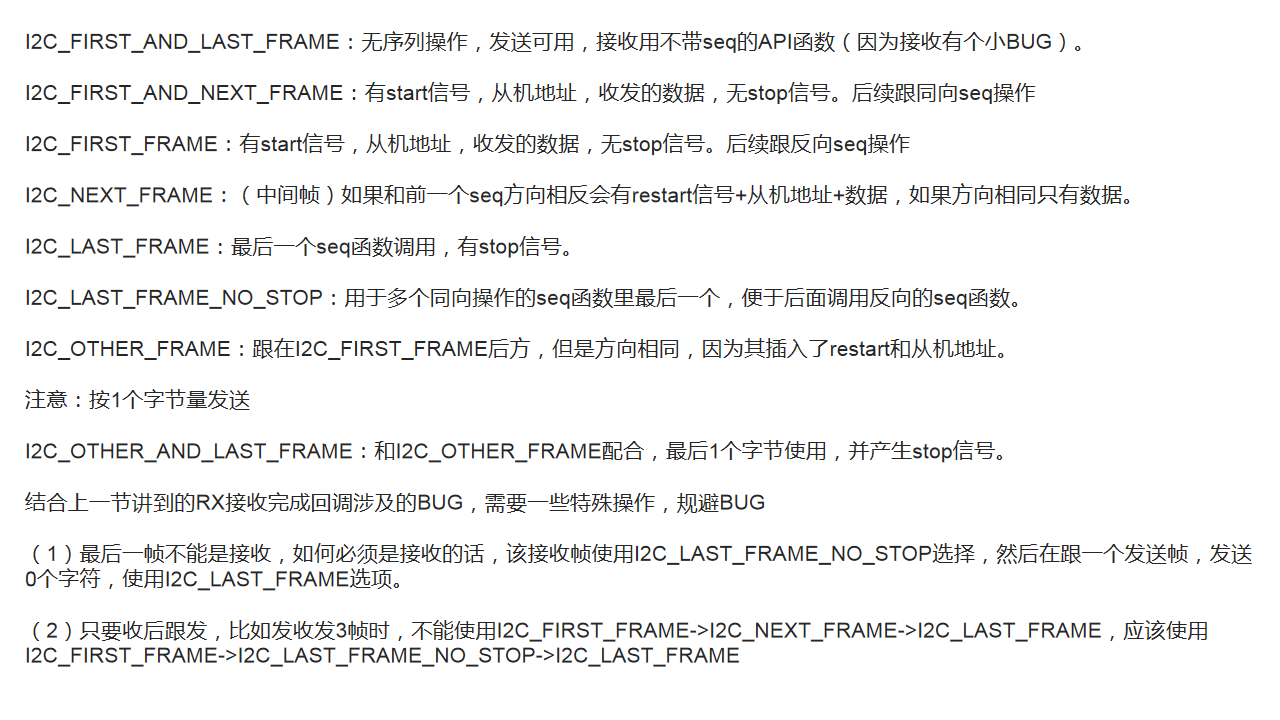 I2C_FIRST_AND_LAST_FRAME：无序列操作，发送可用，接收用不带seq的API函数（因为接收有个小BUG）。
I2C_FIRST_AND_NEXT_FRAME：有start信号，从机地址，收发的数据，无stop信号。后续跟同向seq操作
I2C_FIRST_FRAME：有start信号，从机地址，收发的数据，无stop信号。后续跟反向seq操作
I2C_NEXT_FRAME：（中间帧）如果和前一个seq方向相反会有restart信号+从机地址+数据，如果方向相同只有数据。
I2C_LAST_FRAME：最后一个seq函数调用，有stop信号。
I2C_LAST_FRAME_NO_STOP：用于多个同向操作的seq函数里最后一个，便于后面调用反向的seq函数。
I2C_OTHER_FRAME：跟在I2C_FIRST_FRAME后方，但是方向相同，因为其插入了restart和从机地址。
注意：按1个字节量发送
I2C_OTHER_AND_LAST_FRAME：和I2C_OTHER_FRAME配合，最后1个字节使用，并产生stop信号。
结合上一节讲到的RX接收完成回调涉及的BUG，需要一些特殊操作，规避BUG
（1）最后一帧不能是接收，如何必须是接收的话，该接收帧使用I2C_LAST_FRAME_NO_STOP选择，然后在跟一个发送帧，发送
0个字符，使用I2C_LAST_FRAME选项。
（2）只要收后跟发，比如发收发3帧时，不能使用I2C_FIRST_FRAME->I2C_NEXT_FRAME->I2C_LAST_FRAME，应该使用
I2C_FIRST_FRAME->I2C_LAST_FRAME_NO_STOP->I2C_LAST_FRAME